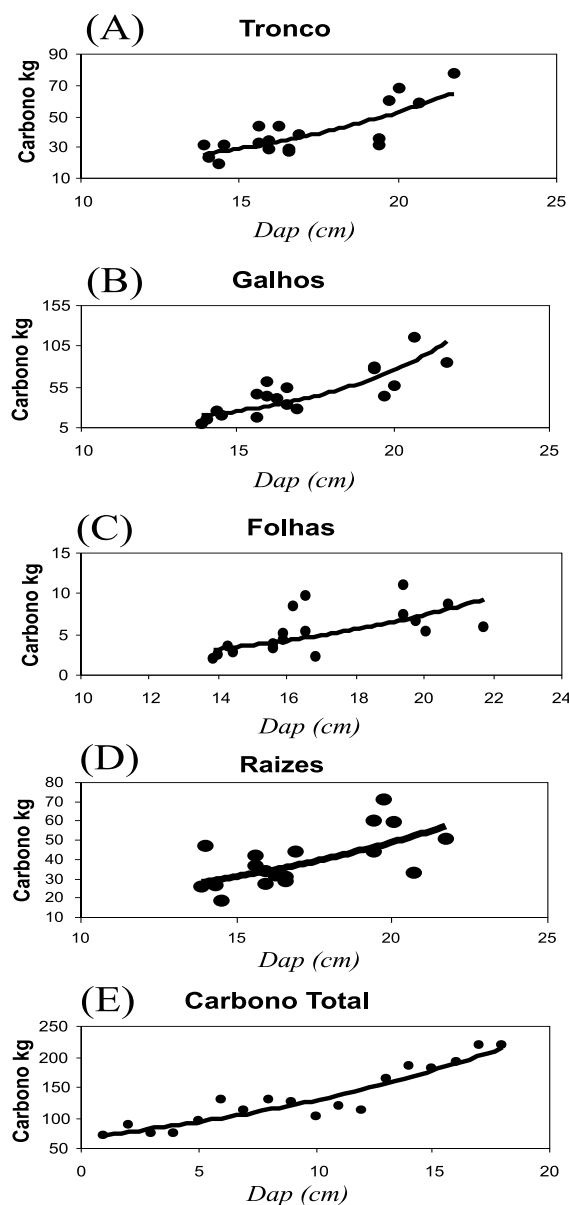 (A) Tronco
Carbono kg
90
70
50
30
10
10 15 20 25
Dap (cm)
(B) Galhos
Carbono kg
155
105
55
5
10 15 20 25
Dap (cm)
(C) Folhas
Carbono kg
15
10
5
0
10 12 14 16 18 20 22 24
Dap (cm)
(D) Raizes
Carbono kg
80
70
60
50
40
30
20
10
10 15 20 25
Dap (cm)
(E) Carbono Total
Carbono kg
250
200
150
100
50
0 5 10 15 20
Dap (cm)